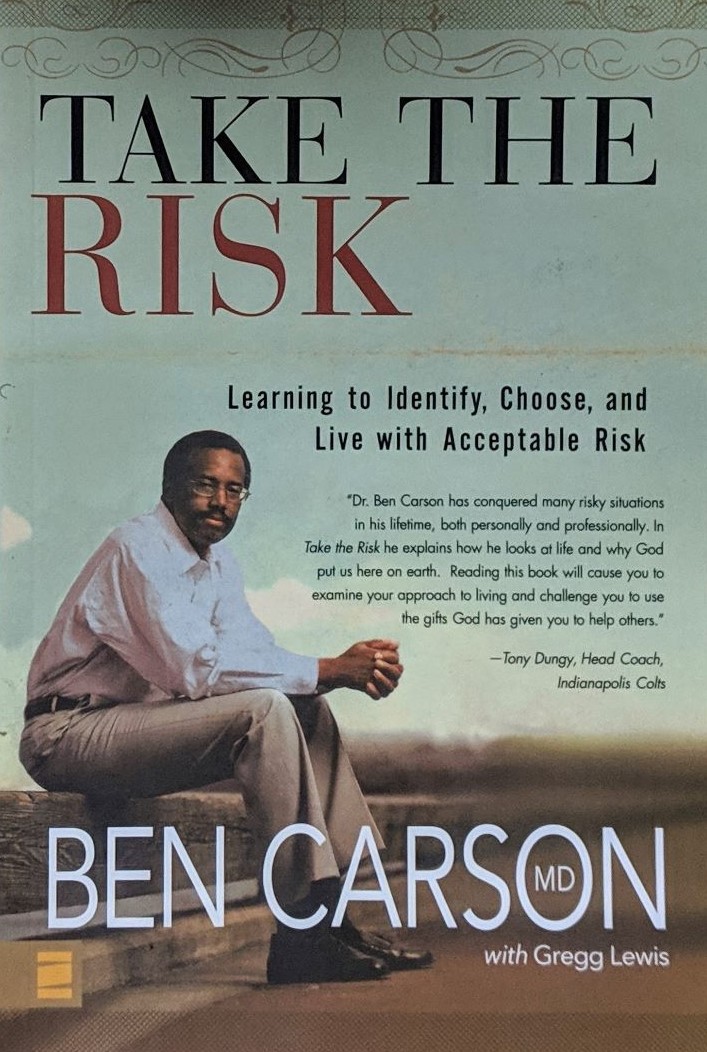 TAKE THE
RISK
Learning to Identify, Choose, and
Live with Acceptable Risk
"Dr. Ben Carson has conquered many risky situations
in his lifetime, both personally and professionally. In
Take the Risk he explains how he looks at life and why God
put us here on earth. Reading this book will cause you to
examine your approach to living and challenge you to use
the gifts God has given you to help others."
—Tony Dungy, Head Coach,
Indianapolis Colts
BEN CARSON MD
with Gregg Lewis